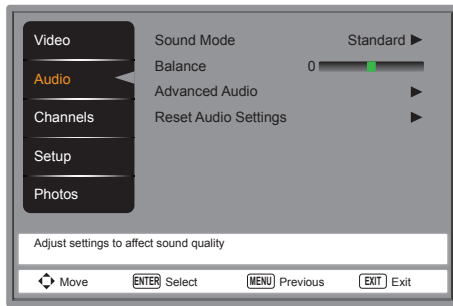 Video
Audio
Channels
Setup
Photos
Sound Mode Standard
Balance 0
Advanced Audio
Reset Audio Settings
Adjust settings to affect sound quality
Move ENTER Select MENU Previous EXIT Exit